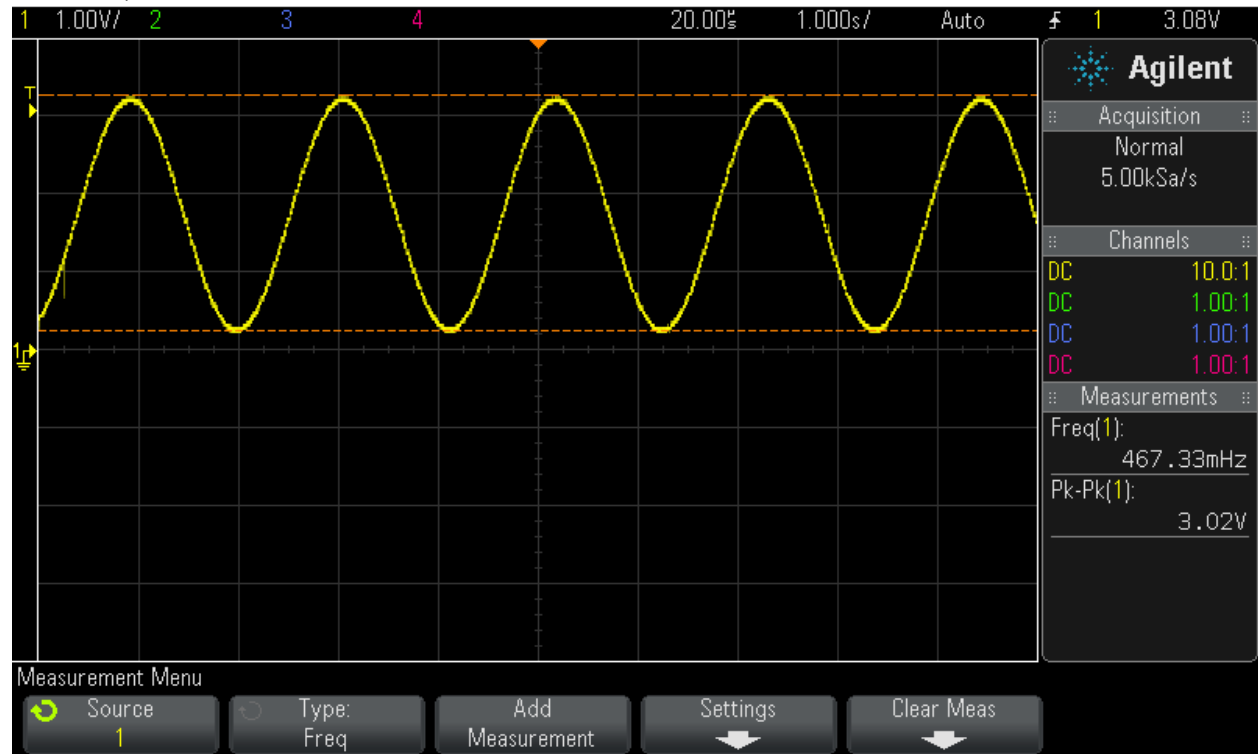 1 1.00V/ 2 3 4 20.00µs 1.000s/ Auto 1 3.08V
Agilent
T
Acquisition
Normal
5.00kSa/s
Channels
DC 10.0:1
DC 1.00:1
DC 1.00:1
DC 1.00:1
1
Measurements
Freq(1):
467.33mHz
Pk-Pk(1):
3.02V
Measurement Menu
Source
1
Type:
Freq
Add
Measurement
Settings
Clear Meas